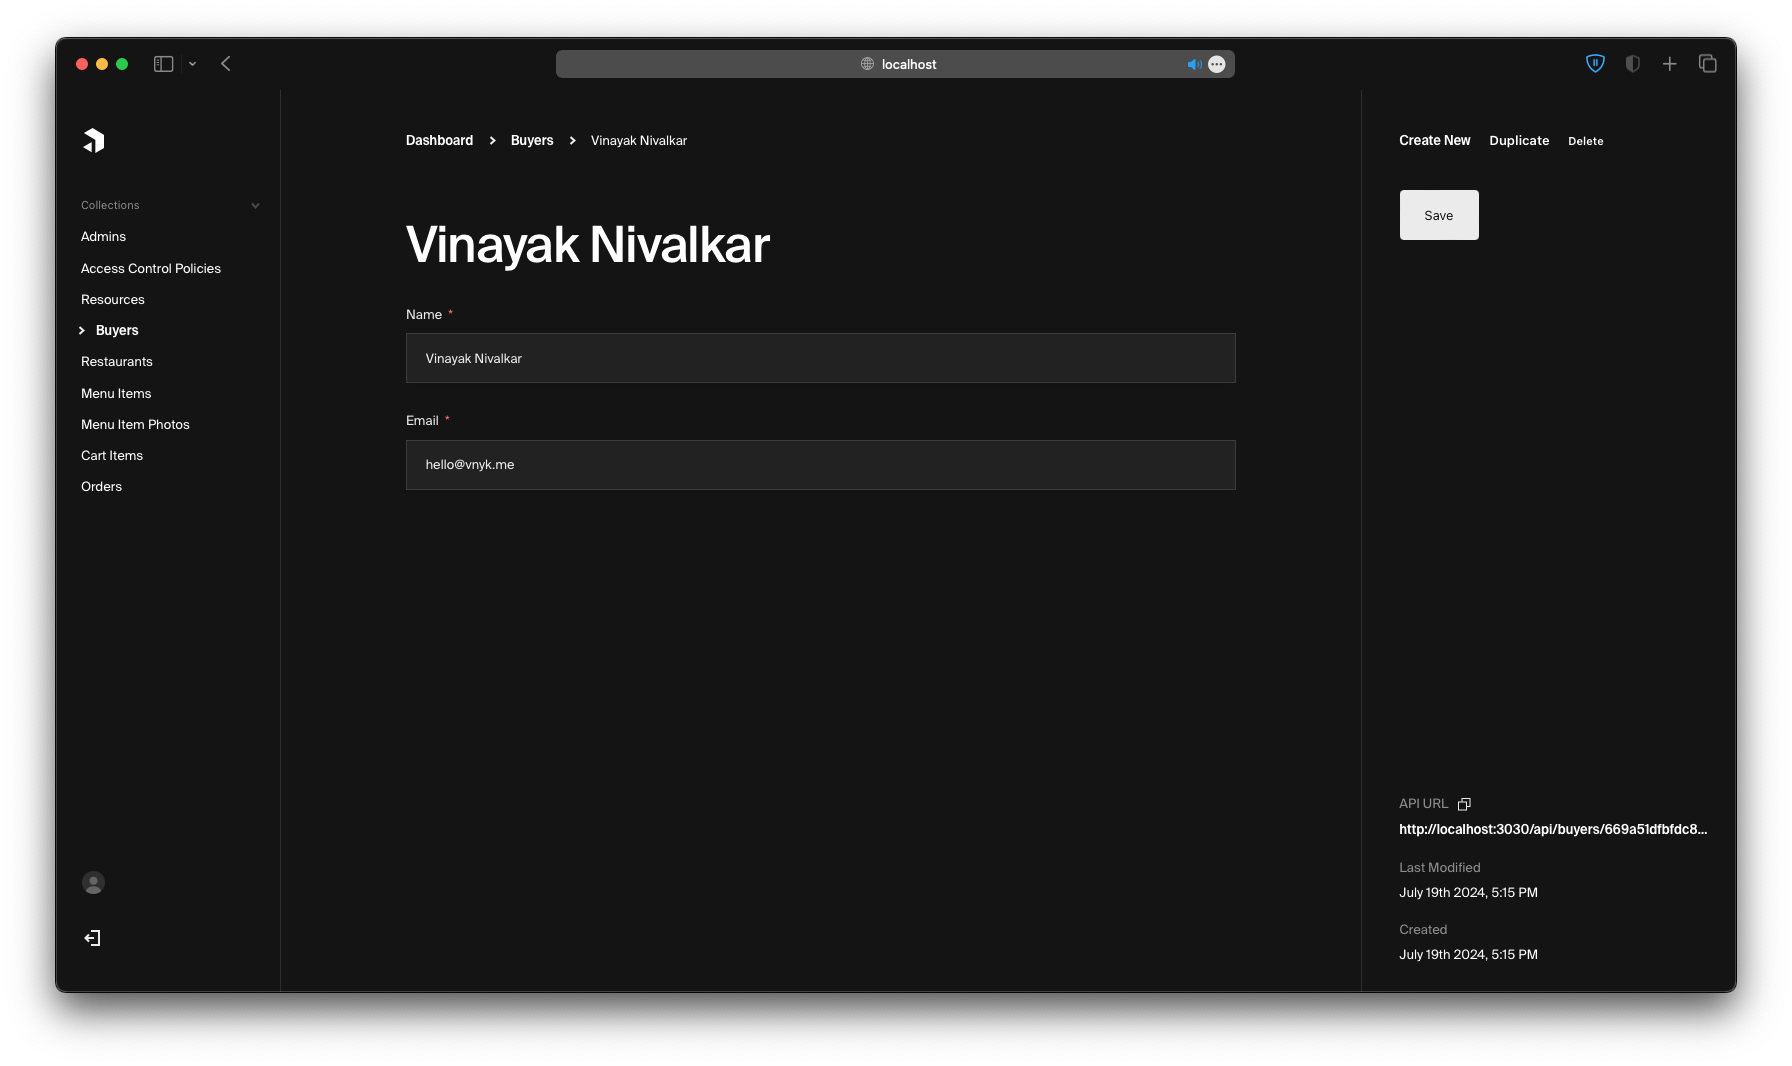 localhost
Dashboard > Buyers > Vinayak Nivalkar
Create New Duplicate Delete
Save
Collections
Admins
Access Control Policies
Resources
Buyers
Restaurants
Menu Items
Menu Item Photos
Cart Items
Orders
Vinayak Nivalkar
Name *
Vinayak Nivalkar
Email *
hello@vnyk.me
API URL
http://localhost:3030/api/buyers/669a51dfbfdc8...
Last Modified
July 19th 2024, 5:15 PM
Created
July 19th 2024, 5:15 PM